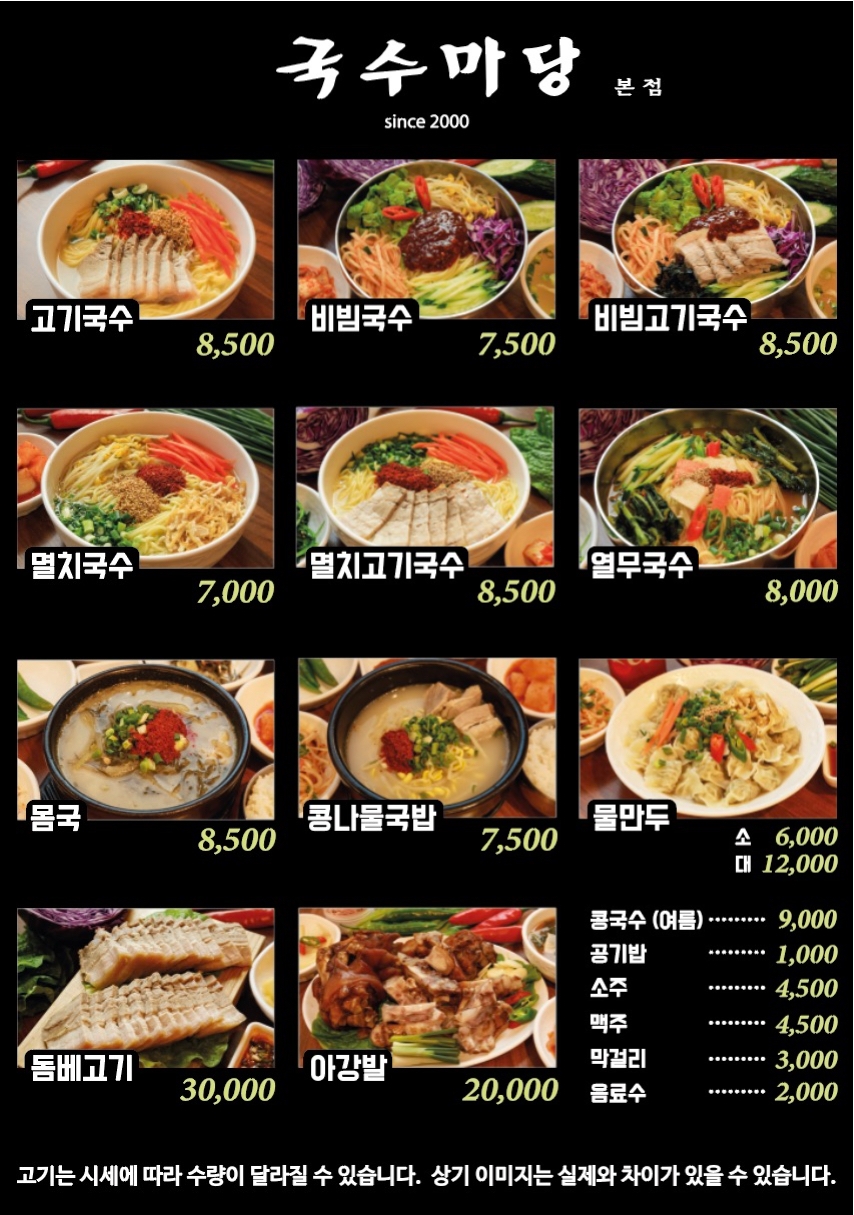 국수마당 본점
since 2000
고기국수
8,500
비빔국수
7,500
비빔고기국수
8,500
멸치국수
7,000
멸치고기국수
8,500
열무국수
8,000
몸국
8,500
콩나물국밥
7,500
물만두
소 6,000
대 12,000
돔베고기
30,000
아강발
20,000
콩국수 (여름) ········· 9,000
공기밥 ········· 1,000
소주 ········· 4,500
맥주 ········· 4,500
막걸리 ········· 3,000
음료수 ········· 2,000
고기는 시세에 따라 수량이 달라질 수 있습니다. 상기 이미지는 실제와 차이가 있을 수 있습니다.